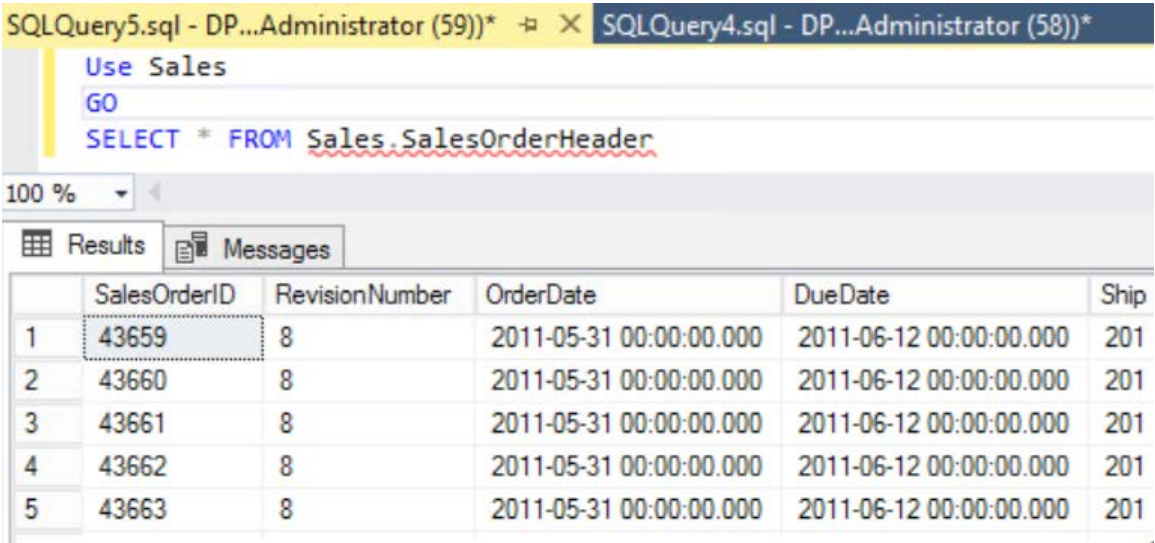 SQLQuery5.sql - DP...Administrator (59))* SQLQuery4.sql - DP...Administrator (58))*
Use Sales
GO
SELECT * FROM Sales.SalesOrderHeader
100 %
Results Messages
SalesOrderID RevisionNumber OrderDate DueDate Ship
1 43659 8 2011-05-31 00:00:00.000 2011-06-12 00:00:00.000 201
2 43660 8 2011-05-31 00:00:00.000 2011-06-12 00:00:00.000 201
3 43661 8 2011-05-31 00:00:00.000 2011-06-12 00:00:00.000 201
4 43662 8 2011-05-31 00:00:00.000 2011-06-12 00:00:00.000 201
5 43663 8 2011-05-31 00:00:00.000 2011-06-12 00:00:00.000 201